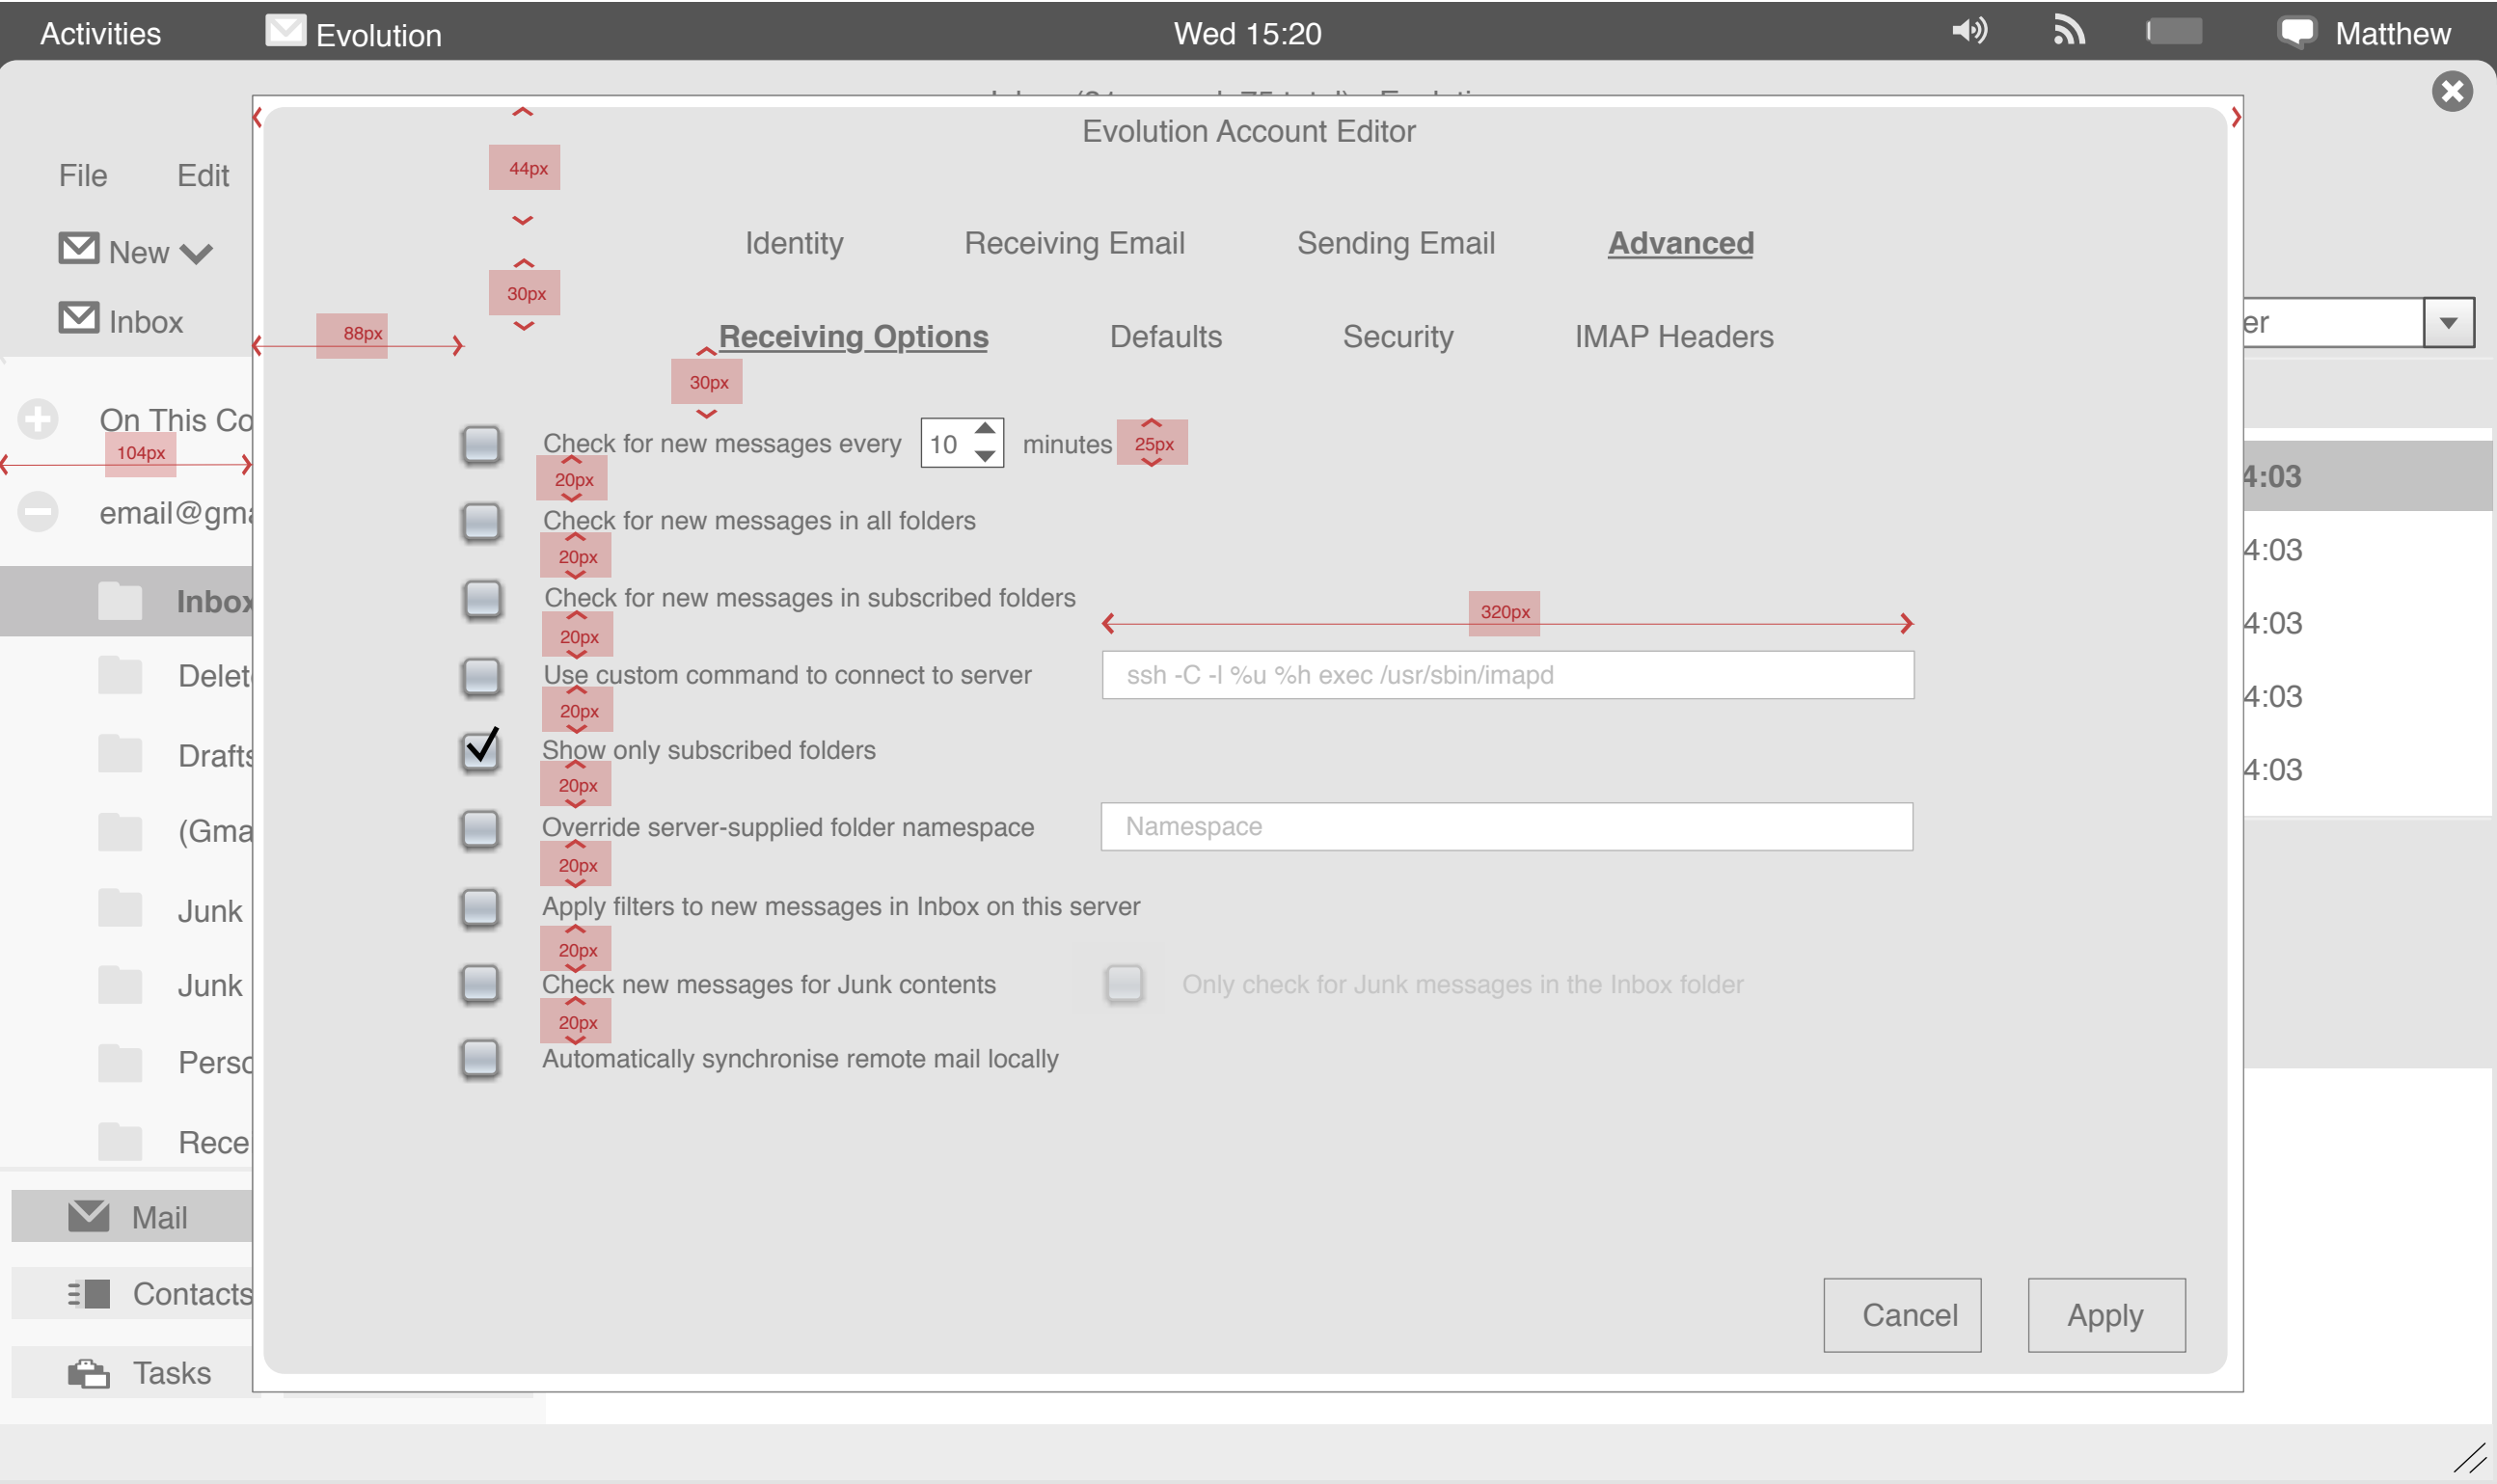 Activities
Evolution
Wed 15:20
Matthew
Evolution Account Editor
File Edit
44px
Identity Receiving Email Sending Email Advanced
New
30px
Inbox
88px
Receiving Options Defaults Security IMAP Headers
er
30px
On This Co
104px
Check for new messages every 10 minutes
25px
20px
4:03
email@gma
Check for new messages in all folders
20px
4:03
Inbox
Check for new messages in subscribed folders
320px
4:03
20px
Delet
Use custom command to connect to server
ssh -C -l %u %h exec /usr/sbin/imapd
4:03
20px
Drafts
Show only subscribed folders
4:03
20px
(Gma
Override server-supplied folder namespace
Namespace
20px
Junk
Apply filters to new messages in Inbox on this server
20px
Junk
Check new messages for Junk contents
Only check for Junk messages in the Inbox folder
20px
Perso
Automatically synchronise remote mail locally
Rece
Mail
Contacts
Cancel
Apply
Tasks